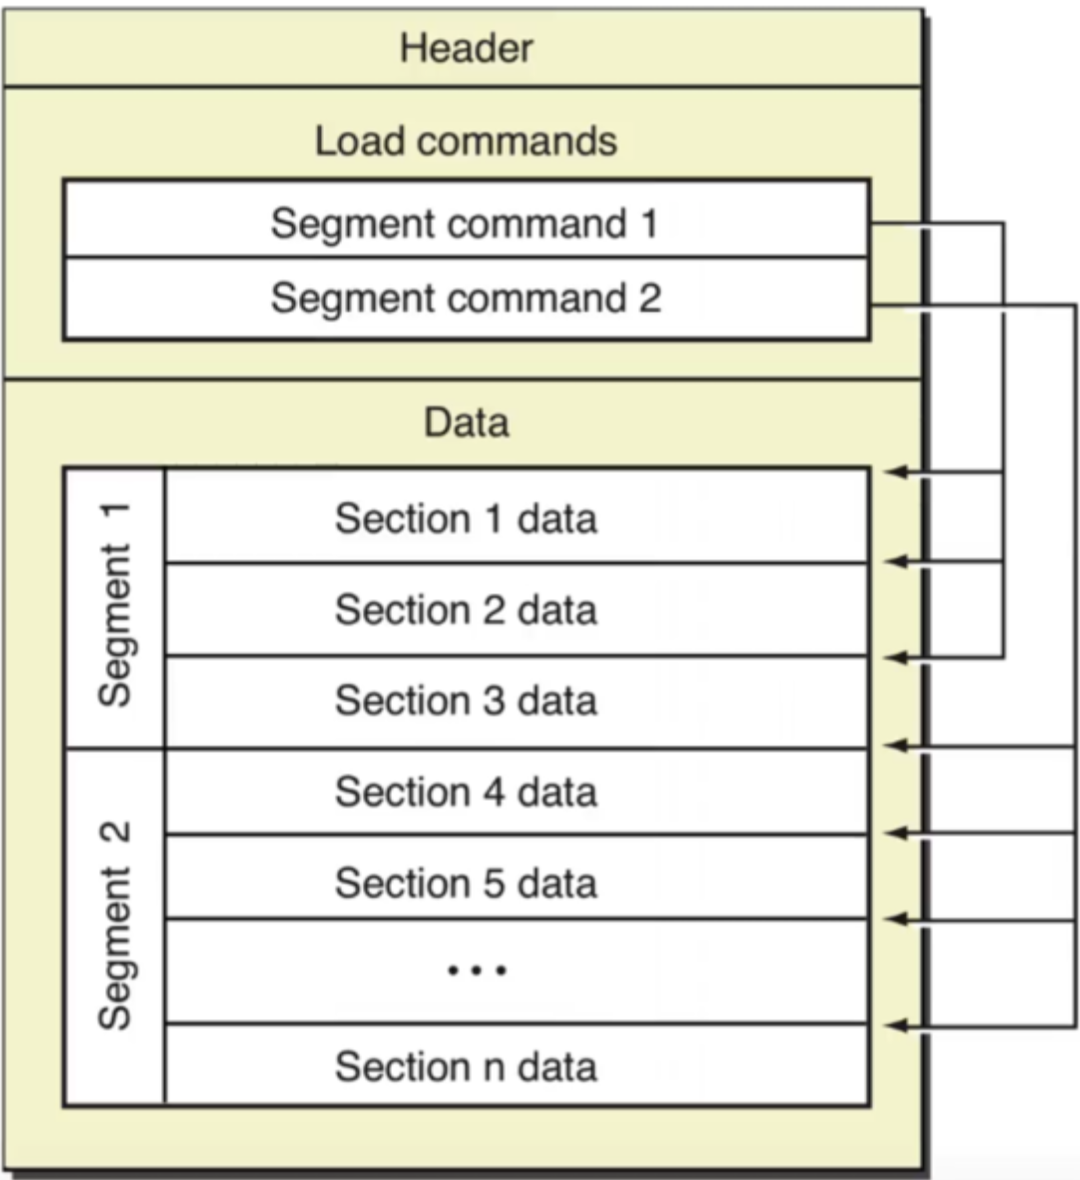 Header
Load commands
Segment command 1
Segment command 2
Data
Segment 1
Section 1 data
Section 2 data
Section 3 data
Segment 2
Section 4 data
Section 5 data
...
Section n data